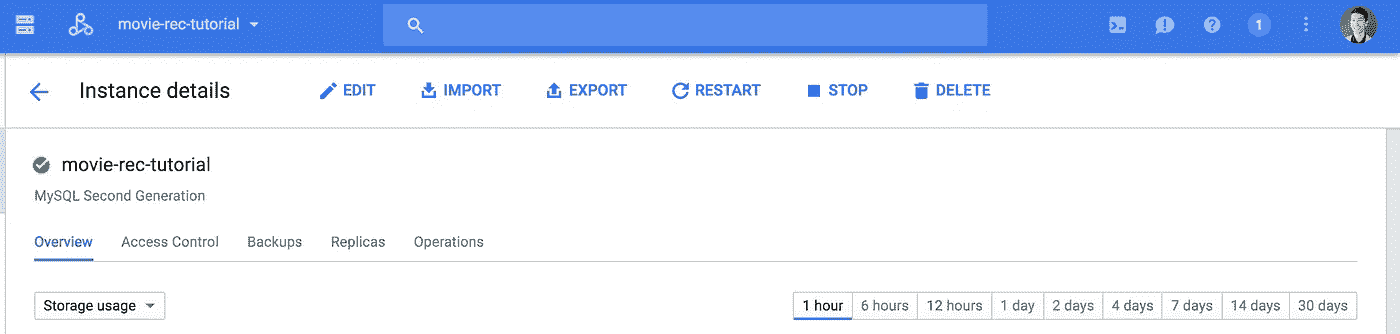 movie-rec-tutorial 1
Instance details EDIT IMPORT EXPORT RESTART STOP DELETE
movie-rec-tutorial
MySQL Second Generation
Overview Access Control Backups Replicas Operations
Storage usage 1 hour 6 hours 12 hours 1 day 2 days 4 days 7 days 14 days 30 days